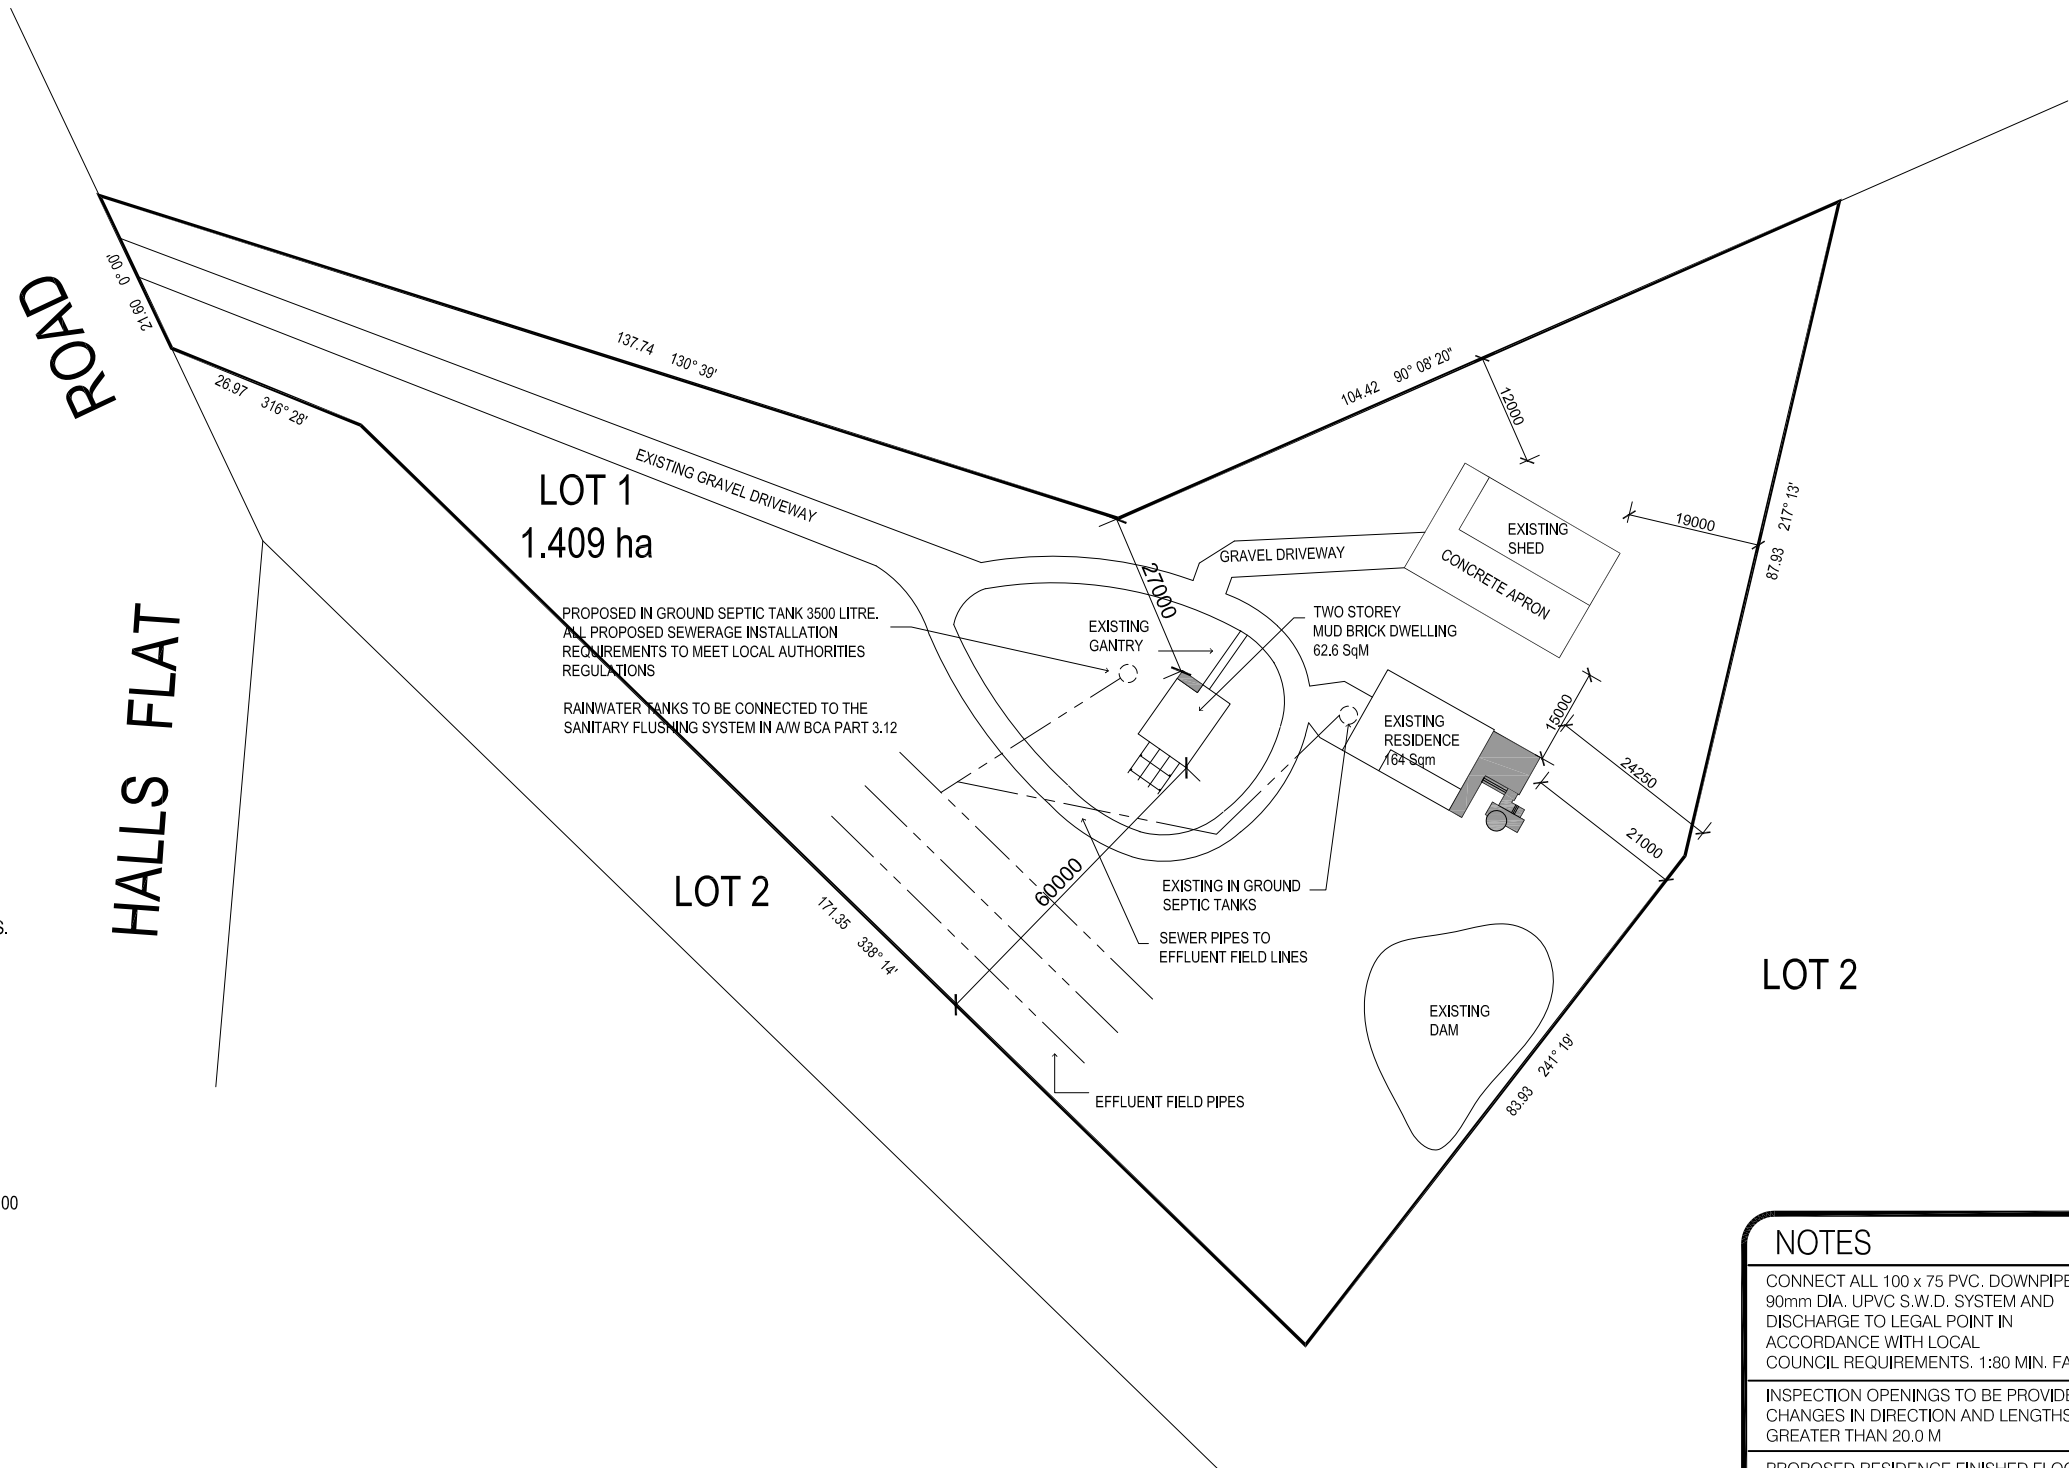 ROAD
HALLS FLAT
21.60 0° 00'
26.97 316° 28'
137.74 130° 39'
104.42 90° 08' 20"
12000
19000
87.93 217° 13'
EXISTING GRAVEL DRIVEWAY
LOT 1
1.409 ha
GRAVEL DRIVEWAY
EXISTING
SHED
CONCRETE APRON
27000
PROPOSED IN GROUND SEPTIC TANK 3500 LITRE.
ALL PROPOSED SEWERAGE INSTALLATION
REQUIREMENTS TO MEET LOCAL AUTHORITIES
REGULATIONS
RAINWATER TANKS TO BE CONNECTED TO THE
SANITARY FLUSHING SYSTEM IN A/W BCA PART 3.12
EXISTING
GANTRY
TWO STOREY
MUD BRICK DWELLING
62.6 SqM
EXISTING
RESIDENCE
164 Sqm
15000
24250
21000
60000
LOT 2
171.35 338° 14'
EXISTING IN GROUND
SEPTIC TANKS
SEWER PIPES TO
EFFLUENT FIELD LINES
LOT 2
EXISTING
DAM
83.93 241° 19'
EFFLUENT FIELD PIPES
S.
00
NOTES
CONNECT ALL 100 x 75 PVC. DOWNPIPE
90mm DIA. UPVC S.W.D. SYSTEM AND
DISCHARGE TO LEGAL POINT IN
ACCORDANCE WITH LOCAL
COUNCIL REQUIREMENTS. 1:80 MIN. FA
INSPECTION OPENINGS TO BE PROVIDE
CHANGES IN DIRECTION AND LENGTHS
GREATER THAN 20.0 M
PROPOSED RESIDENCE FINISHED FLOO